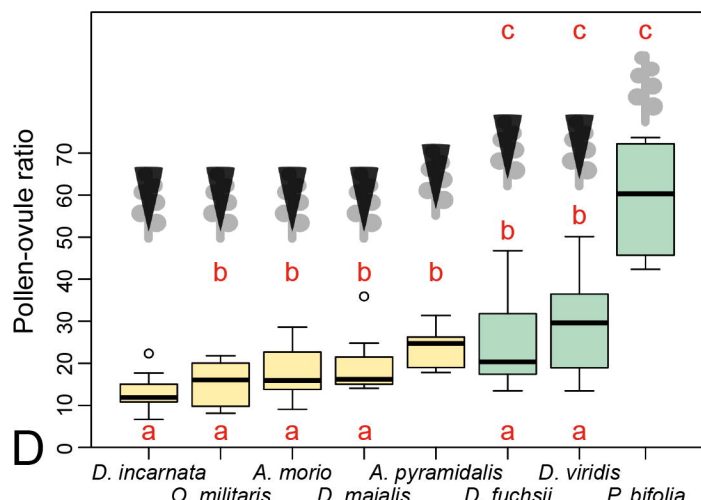 c c c
Pollen-ovule ratio
70
60
50
40
30
20
10
0
b b b b b b
a a a a a a
D
D. incarnata A. morio A. pyramidalis D. viridis
O. militaris D. majalis D. fuchsii P. bifolia